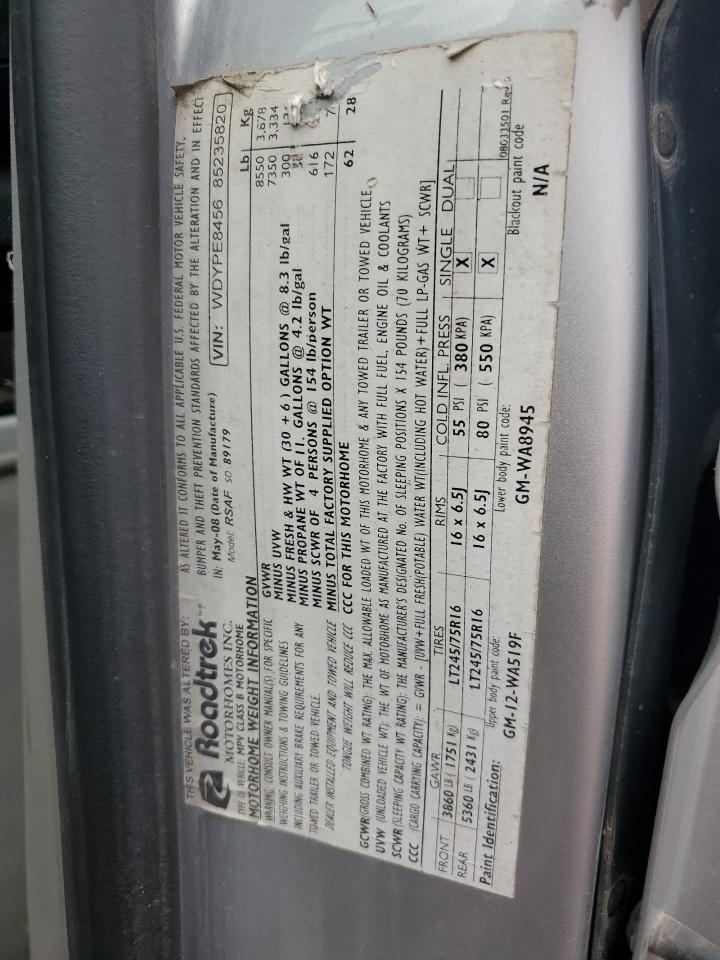 THIS VEHICLE WAS ALTERED BY:
Roadtrek™
MOTORHOMES INC.
AS ALTERED IT CONFORMS TO ALL APPLICABLE U.S. FEDERAL MOTOR VEHICLE SAFETY,
BUMPER AND THEFT PREVENTION STANDARDS AFFECTED BY THE ALTERATION AND IN EFFECT
IN: May-08 (Date of Manufacture) VIN: WDYPE8456 85235820
Model: RSAF SO 89179
TYPE OF VEHICLE: MPV CLASS B MOTORHOME
MOTORHOME WEIGHT INFORMATION
Lb Kg
WARNING: CONSULT OWNER MANUAL(S) FOR SPECIFIC
WEIGHING INSTRUCTIONS & TOWING GUIDELINES
INCLUDING AUXILIARY BRAKE REQUIREMENTS FOR ANY
TOWED TRAILER OR TOWED VEHICLE.
DEALER INSTALLED EQUIPMENT AND TOWED VEHICLE
TONGUE WEIGHT WILL REDUCE CCC
GVWR 8550 3,878
MINUS UVW 7350 3,334
MINUS FRESH & HW WT (30 + 6) GALLONS @ 8.3 lb/gal 300
MINUS PROPANE WT OF 11. GALLONS @ 4.2 lb/gal
MINUS SCWR OF 4 PERSONS @ 154 lb/person 616
MINUS TOTAL FACTORY SUPPLIED OPTION WT 172
CCC FOR THIS MOTORHOME 62 28
GCWR (GROSS COMBINED WT RATING): THE MAX. ALLOWABLE LOADED WT OF THIS MOTORHOME & ANY TOWED TRAILER OR TOWED VEHICLE
UVW (UNLOADED VEHICLE WT): THE WT OF MOTORHOME AS MANUFACTURED AT THE FACTORY WITH FULL FUEL, ENGINE OIL & COOLANTS
SCWR (SLEEPING CAPACITY WT RATING): THE MANUFACTURER'S DESIGNATED No. OF SLEEPING POSITIONS X 154 POUNDS (70 KILOGRAMS)
CCC (CARGO CARRYING CAPACITY): = GVWR - [UVW+FULL FRESH(POTABLE) WATER WT(INCLUDING HOT WATER)+FULL LP-GAS WT+ SCWR]
GAWR TIRES RIMS COLD INFL. PRESS SINGLE DUAL
FRONT 3860 LB ( 1751 Kg) LT245/75R16 16 x 6.5J 55 PSI ( 380 KPA) X
REAR 5360 LB ( 2431 Kg) LT245/75R16 16 x 6.5J 80 PSI ( 550 KPA) X
08033501
Paint Identification: Upper body paint code: Lower body paint code: Blackout paint code
GM-12-WA519F GM-WA8945 N/A